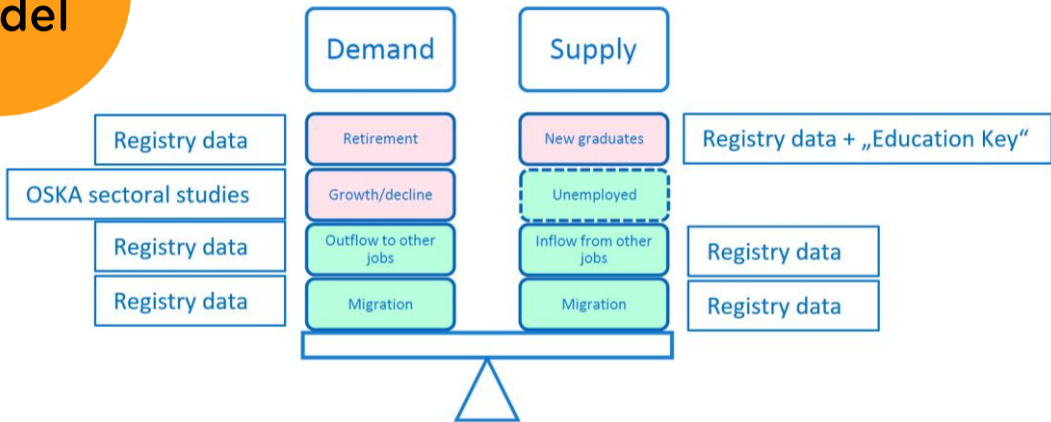 del
Demand
Supply
Registry data
Retirement
New graduates
Registry data + „Education Key“
OSKA sectoral studies
Growth/decline
Unemployed
Registry data
Outflow to other
jobs
Inflow from other
jobs
Registry data
Registry data
Migration
Migration
Registry data